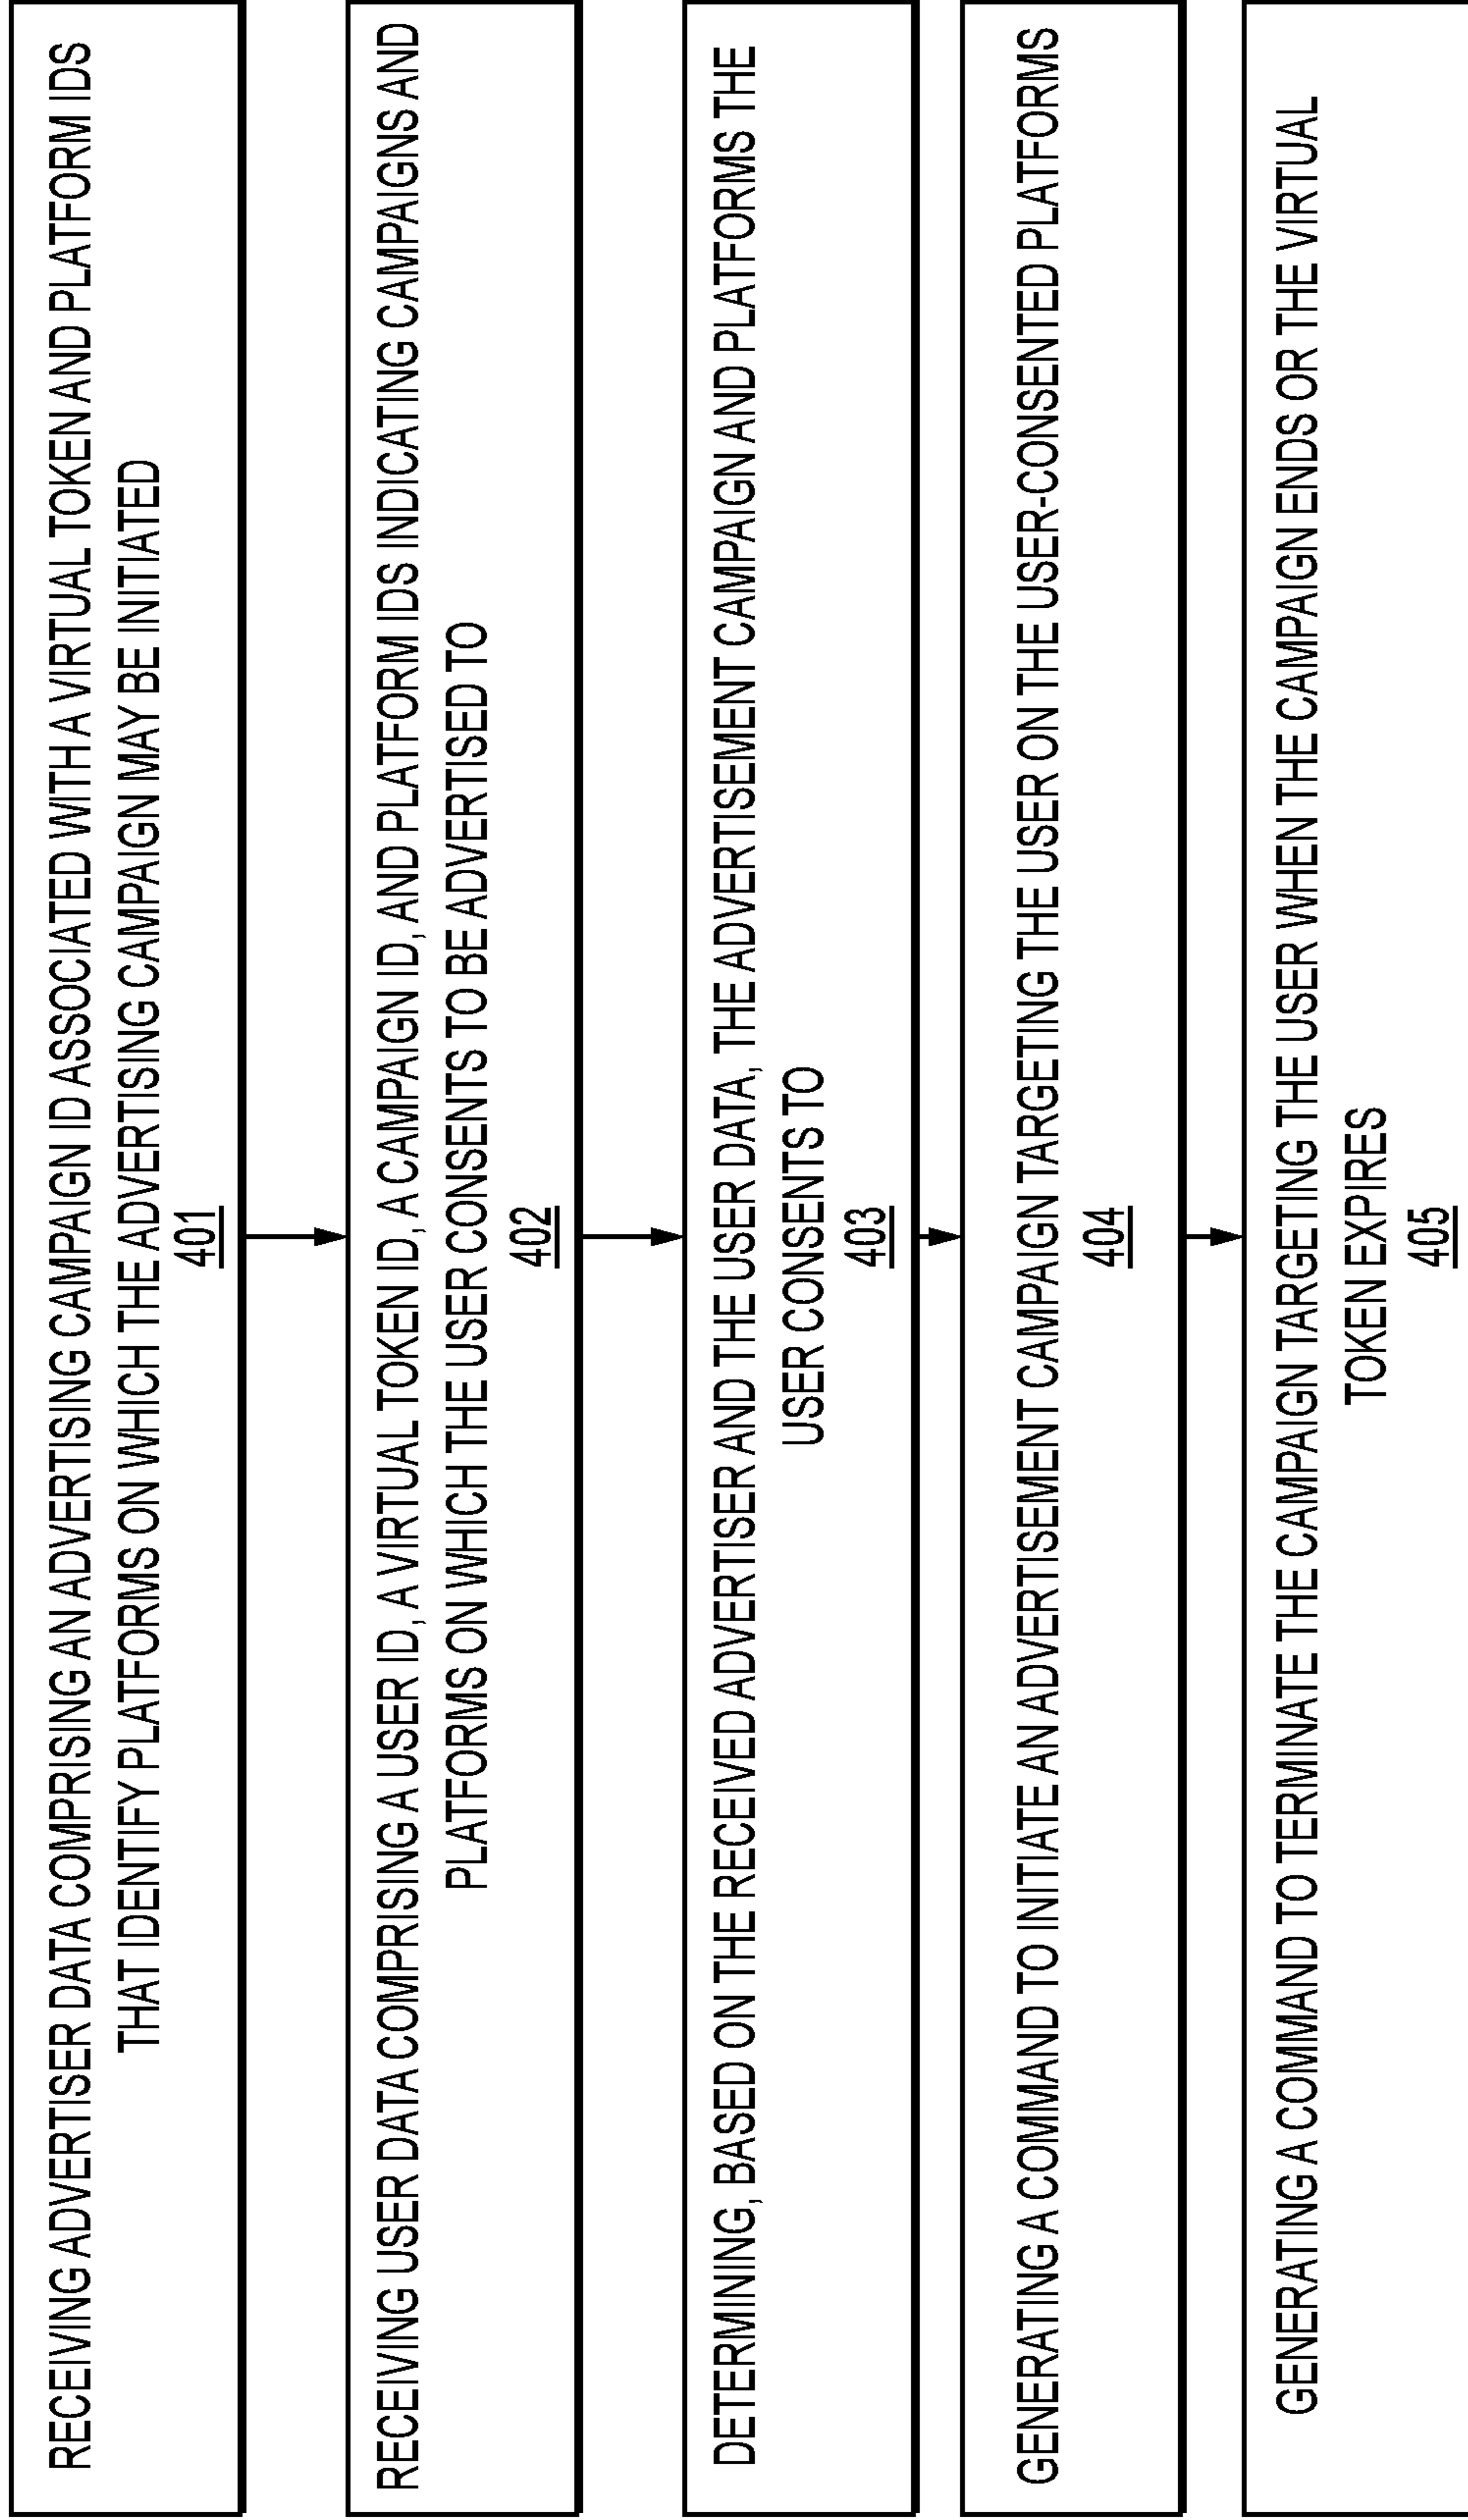 RECEIVING ADVERTISER DATA COMPRISING AN ADVERTISING CAMPAIGN ID ASSOCIATED WITH A VIRTUAL TOKEN AND PLATFORM IDS
THAT IDENTIFY PLATFORMS ON WHICH THE ADVERTISING CAMPAIGN MAY BE INITIATED
401
RECEIVING USER DATA COMPRISING A USER ID, A VIRTUAL TOKEN ID, A CAMPAIGN ID, AND PLATFORM IDS INDICATING CAMPAIGNS AND
PLATFORMS ON WHICH THE USER CONSENTS TO BE ADVERTISED TO
402
DETERMINING, BASED ON THE RECEIVED ADVERTISER AND THE USER DATA, THE ADVERTISEMENT CAMPAIGN AND PLATFORMS THE
USER CONSENTS TO
403
GENERATING A COMMAND TO INITIATE AN ADVERTISEMENT CAMPAIGN TARGETING THE USER ON THE USER-CONSENTED PLATFORMS
404
GENERATING A COMMAND TO TERMINATE THE CAMPAIGN TARGETING THE USER WHEN THE CAMPAIGN ENDS OR THE VIRTUAL
TOKEN EXPIRES
405